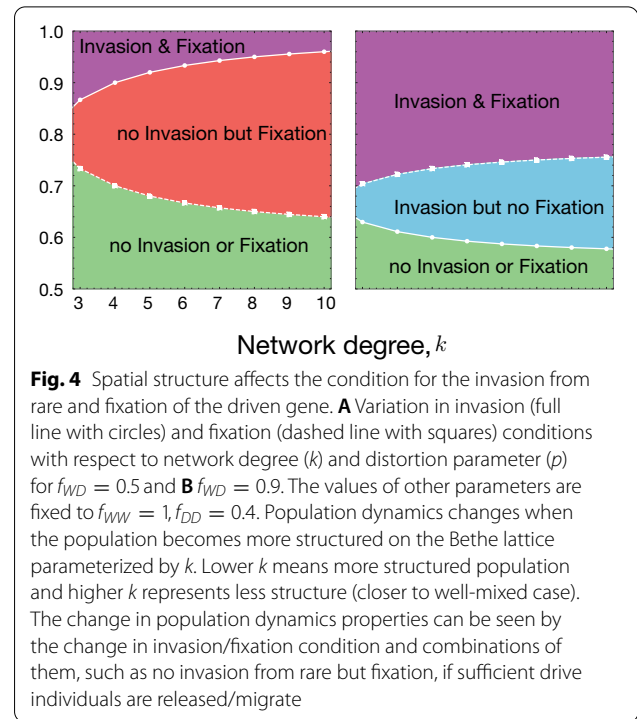 1.0
0.9
0.8
0.7
0.6
0.5
Invasion & Fixation
no Invasion but Fixation
no Invasion or Fixation
Invasion & Fixation
Invasion but no Fixation
no Invasion or Fixation
3 4 5 6 7 8 9 10
Network degree, k
Fig. 4 Spatial structure affects the condition for the invasion from
rare and fixation of the driven gene. A Variation in invasion (full
line with circles) and fixation (dashed line with squares) conditions
with respect to network degree (k) and distortion parameter (p)
for f_WD = 0.5 and B f_WD = 0.9. The values of other parameters are
fixed to f_WW = 1, f_DD = 0.4. Population dynamics changes when
the population becomes more structured on the Bethe lattice
parameterized by k. Lower k means more structured population
and higher k represents less structure (closer to well-mixed case).
The change in population dynamics properties can be seen by
the change in invasion/fixation condition and combinations of
them, such as no invasion from rare but fixation, if sufficient drive
individuals are released/migrate